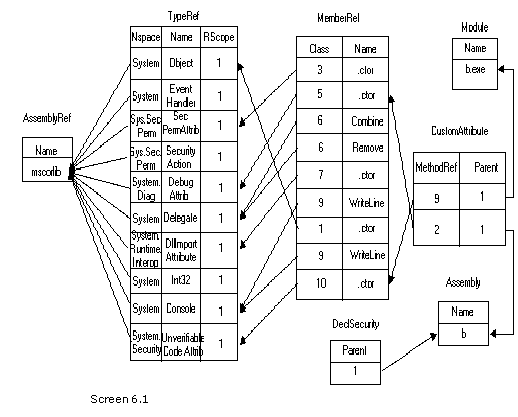 TypeRef
Nspace Name RScope
System Object 1
System Event Handler 1
Sys.Sec. Perm Sec PermAttrib 1
Sys.Sec. Perm Security Action 1
System. Diag Debug Attrib 1
System Delegate 1
System. Runtime. Interop DllImport Attribute 1
System Int32 1
System Console 1
System. Security Unverifiable Code Attrib 1
AssemblyRef
Name
mscorlib
MemberRef
Class Name
3 .ctor
5 .ctor
6 Combine
6 Remove
7 .ctor
9 WriteLine
1 .ctor
9 WriteLine
10 .ctor
Module
Name
b.exe
CustomAttribute
MethodRef Parent
9 1
2 1
Assembly
Name
b
DeclSecurity
Parent
1
Screen 6.1